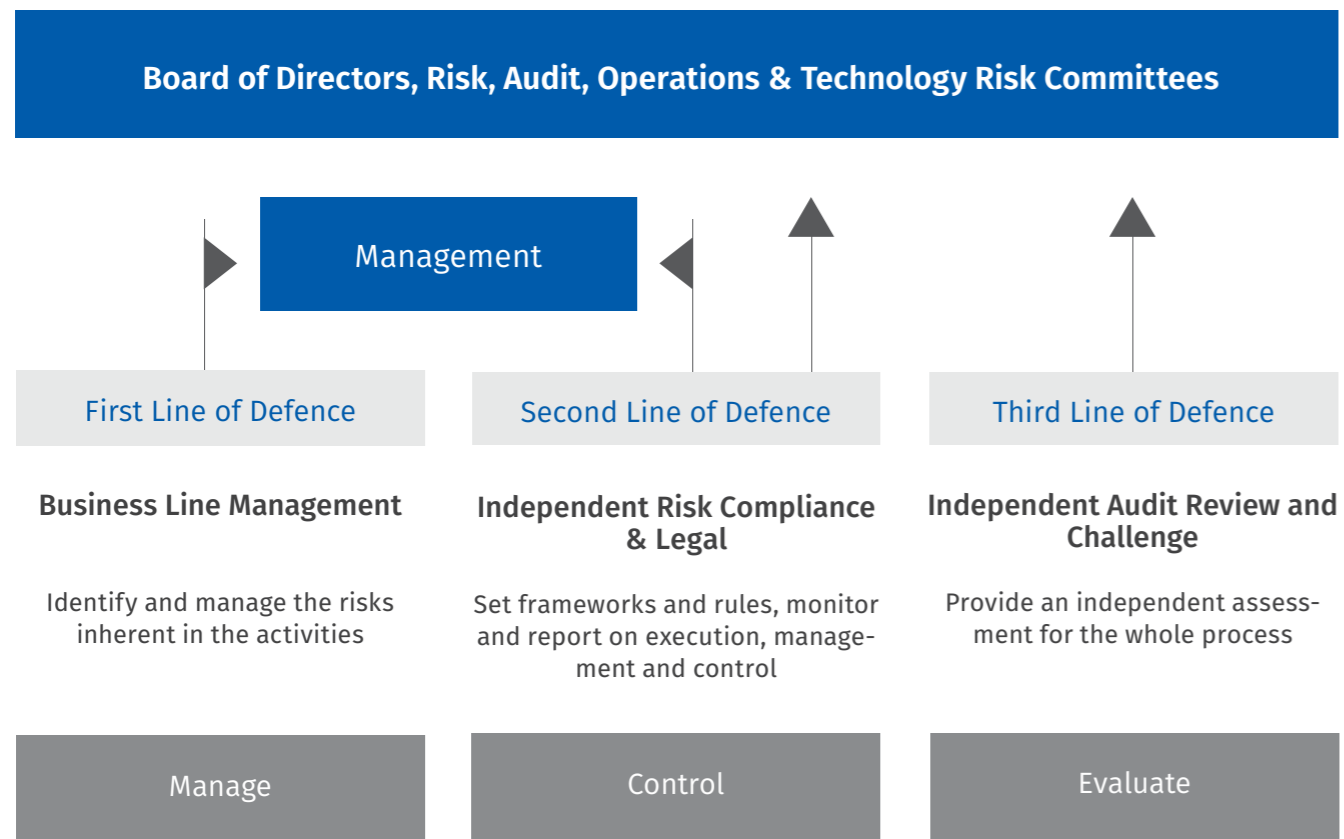 Board of Directors, Risk, Audit, Operations & Technology Risk Committees
Management
First Line of Defence
Business Line Management
Identify and manage the risks
inherent in the activities
Manage
Second Line of Defence
Independent Risk Compliance
& Legal
Set frameworks and rules, monitor
and report on execution, manage-
ment and control
Control
Third Line of Defence
Independent Audit Review and
Challenge
Provide an independent assess-
ment for the whole process
Evaluate